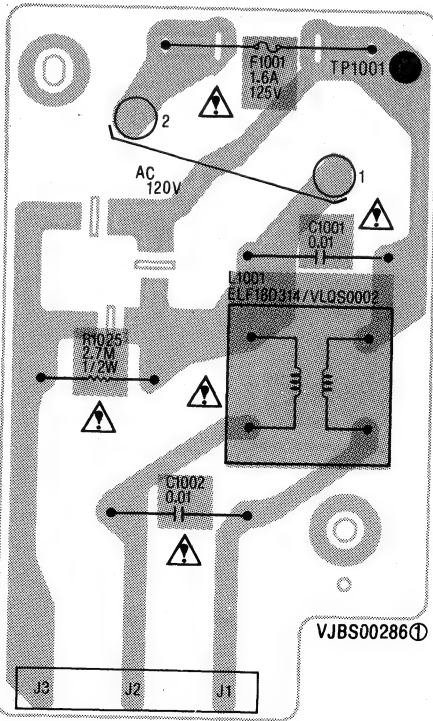 F1001
1.6A
125V
TP1001
2
AC
120V
1
C1001
0.01
L1001
ELF16D314/VLQS0002
R1025
2.7M
1/2W
C1002
0.01
VJBS00286①
J3
J2
J1